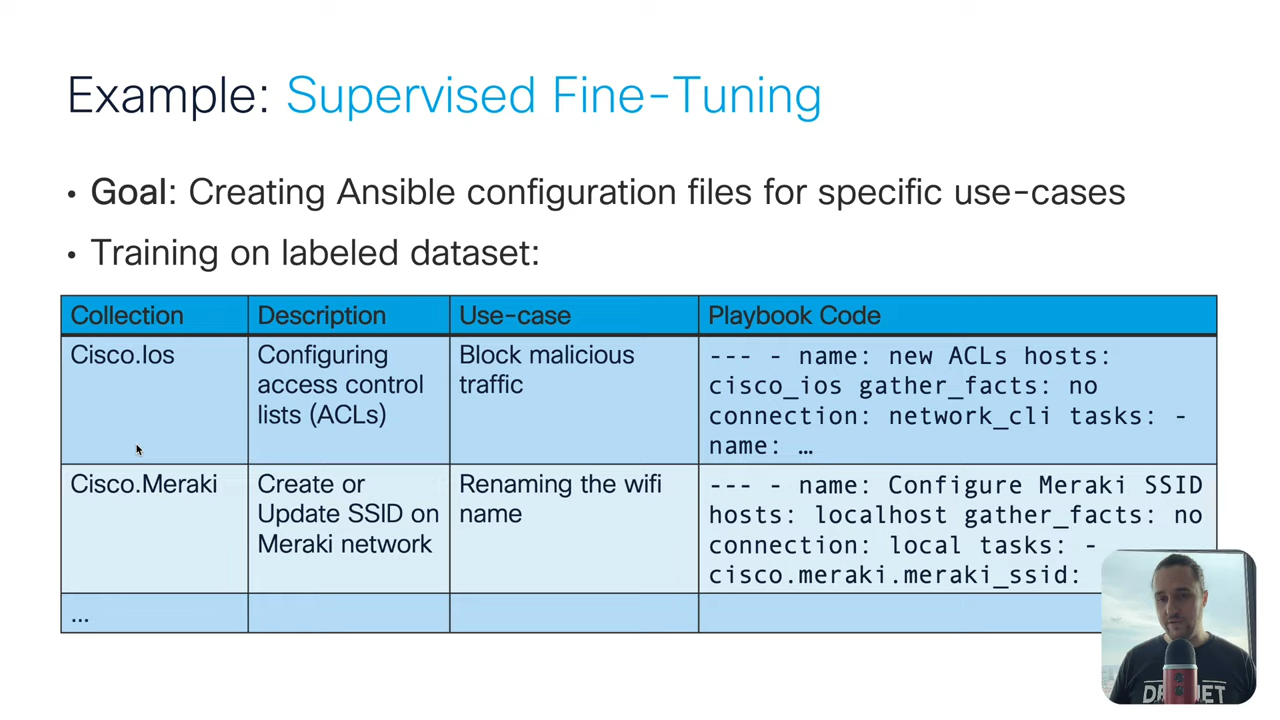 Example: Supervised Fine-Tuning
• Goal: Creating Ansible configuration files for specific use-cases
• Training on labeled dataset:
Collection
Description
Use-case
Playbook Code
Cisco.Ios
Configuring
access control
lists (ACLs)
Block malicious
traffic
--- - name: new ACLs hosts:
cisco_ios gather_facts: no
connection: network_cli tasks: -
name: …
Cisco.Meraki
Create or
Update SSID on
Meraki network
Renaming the wifi
name
--- - name: Configure Meraki SSID
hosts: localhost gather_facts: no
connection: local tasks: -
cisco.meraki.meraki_ssid:
...